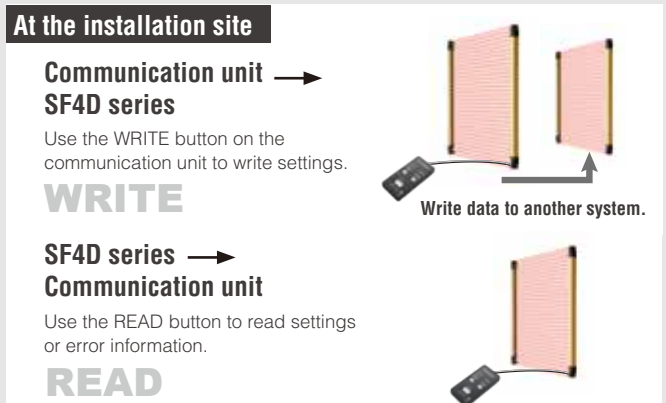 At the installation site
Communication unit →
SF4D series
Use the WRITE button on the
communication unit to write settings.
WRITE
Write data to another system.
SF4D series →
Communication unit
Use the READ button to read settings
or error information.
READ